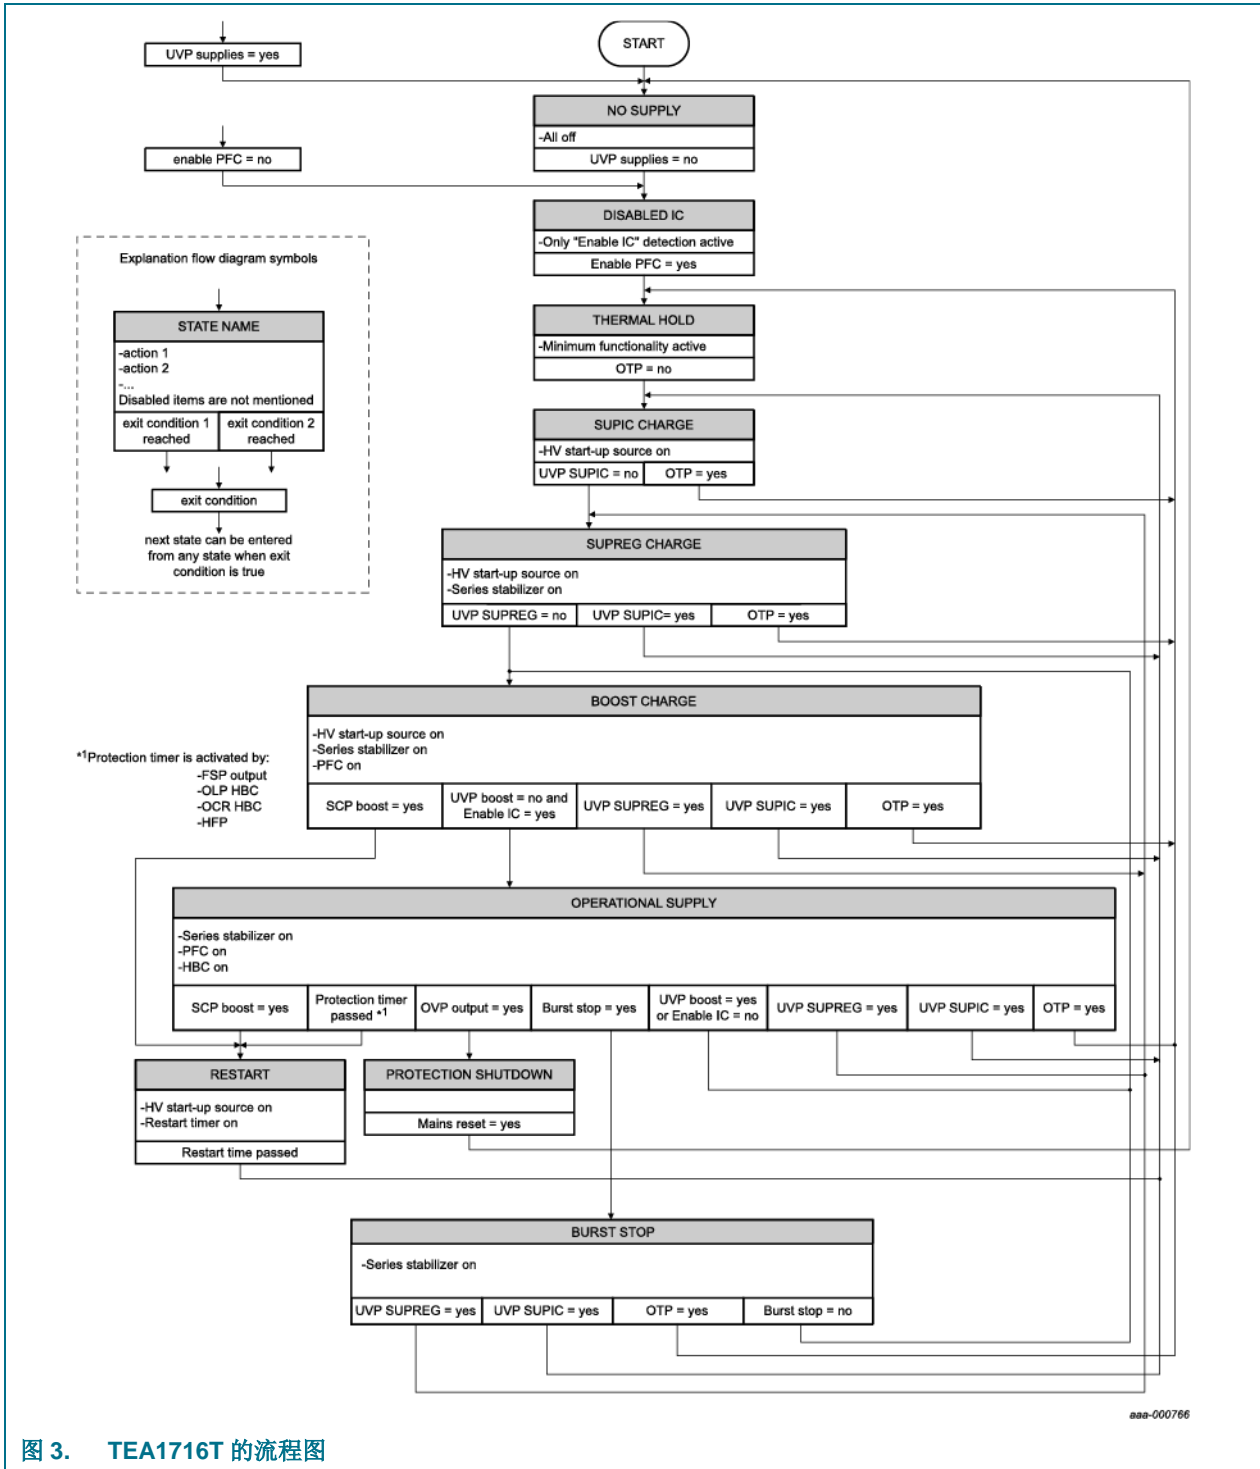 UVP supplies = yes
START
NO SUPPLY
-All off
UVP supplies = no
enable PFC = no
DISABLED IC
-Only "Enable IC" detection active
Enable PFC = yes
Explanation flow diagram symbols
STATE NAME
-action 1
-action 2
-...
Disabled items are not mentioned
exit condition 1
reached
exit condition 2
reached
exit condition
next state can be entered
from any state when exit
condition is true
THERMAL HOLD
-Minimum functionality active
OTP = no
SUPIC CHARGE
-HV start-up source on
UVP SUPIC = no
OTP = yes
SUPREG CHARGE
-HV start-up source on
-Series stabilizer on
UVP SUPREG = no
UVP SUPIC= yes
OTP = yes
BOOST CHARGE
-HV start-up source on
-Series stabilizer on
-PFC on
SCP boost = yes
UVP boost = no and
Enable IC = yes
UVP SUPREG = yes
UVP SUPIC = yes
OTP = yes
*1Protection timer is activated by:
-FSP output
-OLP HBC
-OCR HBC
-HFP
OPERATIONAL SUPPLY
-Series stabilizer on
-PFC on
-HBC on
SCP boost = yes
Protection timer
passed *1
OVP output = yes
Burst stop = yes
UVP boost = yes
or Enable IC = no
UVP SUPREG = yes
UVP SUPIC = yes
OTP = yes
RESTART
-HV start-up source on
-Restart timer on
Restart time passed
PROTECTION SHUTDOWN
Mains reset = yes
BURST STOP
-Series stabilizer on
UVP SUPREG = yes
UVP SUPIC = yes
OTP = yes
Burst stop = no
aaa-000766
图 3. TEA1716T 的流程图